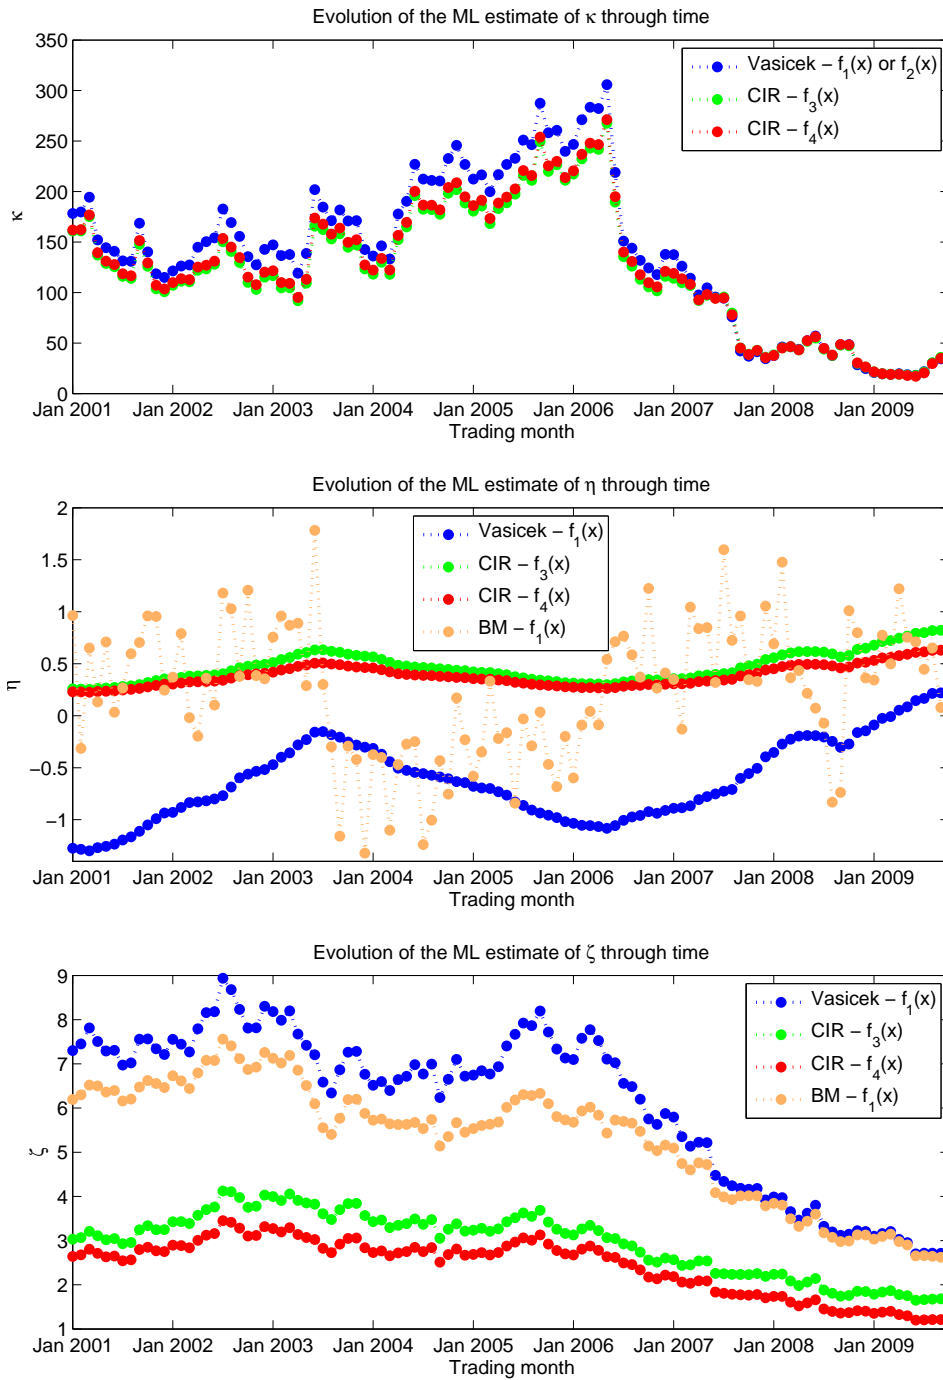 Evolution of the ML estimate of κ through time
350
300
250
200
150
100
50
0
κ
Vasicek – f1(x) or f2(x)
CIR – f3(x)
CIR – f4(x)
Jan 2001 Jan 2002 Jan 2003 Jan 2004 Jan 2005 Jan 2006 Jan 2007 Jan 2008 Jan 2009
Trading month
Evolution of the ML estimate of η through time
2
1.5
1
0.5
0
−0.5
−1
η
Vasicek – f1(x)
CIR – f3(x)
CIR – f4(x)
BM – f1(x)
Jan 2001 Jan 2002 Jan 2003 Jan 2004 Jan 2005 Jan 2006 Jan 2007 Jan 2008 Jan 2009
Trading month
Evolution of the ML estimate of ζ through time
9
8
7
6
5
4
3
2
1
ζ
Vasicek – f1(x)
CIR – f3(x)
CIR – f4(x)
BM – f1(x)
Jan 2001 Jan 2002 Jan 2003 Jan 2004 Jan 2005 Jan 2006 Jan 2007 Jan 2008 Jan 2009
Trading month